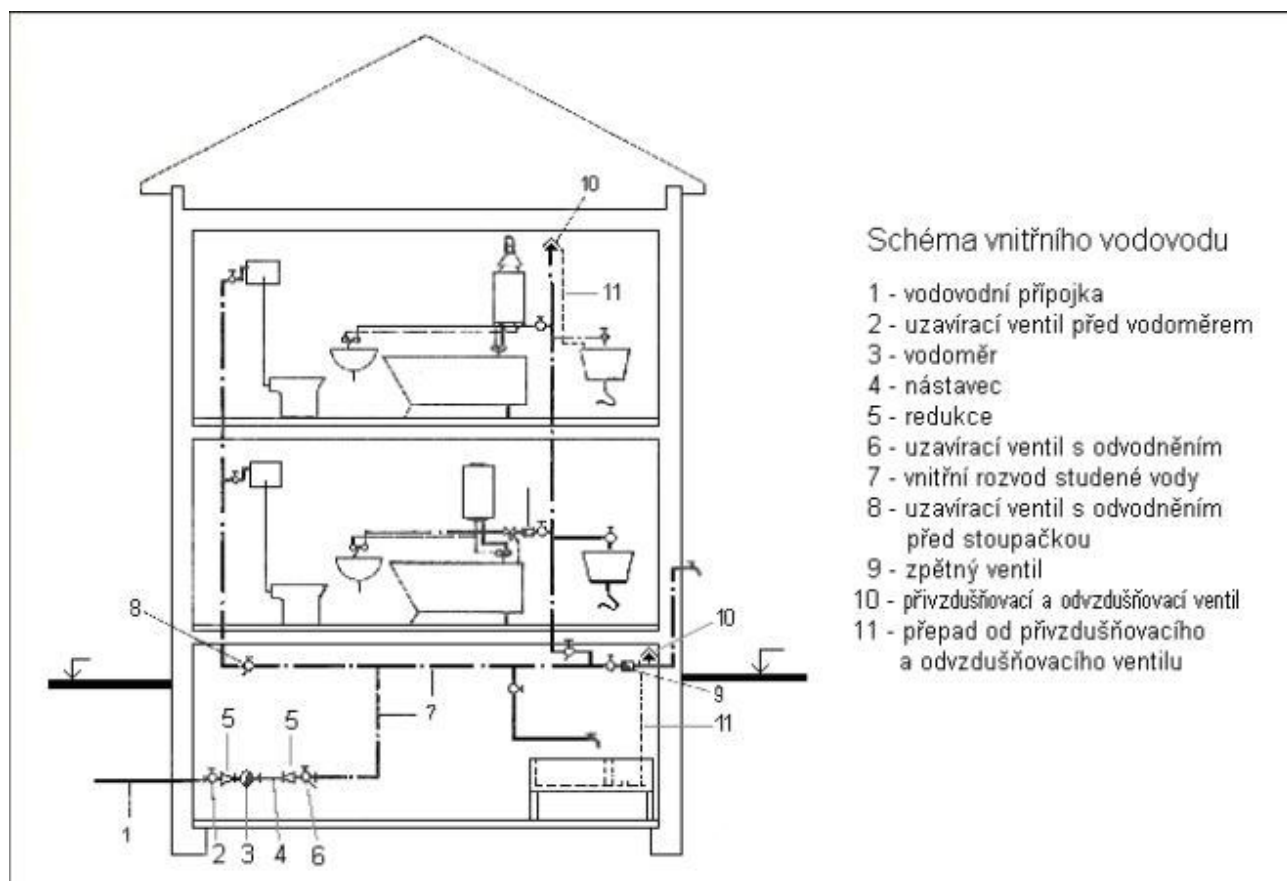 10
11
8
10
9
7
11
5
5
1
2
3
4
6
Schéma vnitřního vodovodu
1 - vodovodní přípojka
2 - uzavírací ventil před vodoměrem
3 - vodoměr
4 - nástavec
5 - redukce
6 - uzavírací ventil s odvodněním
7 - vnitřní rozvod studené vody
8 - uzavírací ventil s odvodněním
před stoupačkou
9 - zpětný ventil
10 - přivzdušňovací a odvzdušňovací ventil
11 - přepad od přivzdušňovacího
a odvzdušňovacího ventilu